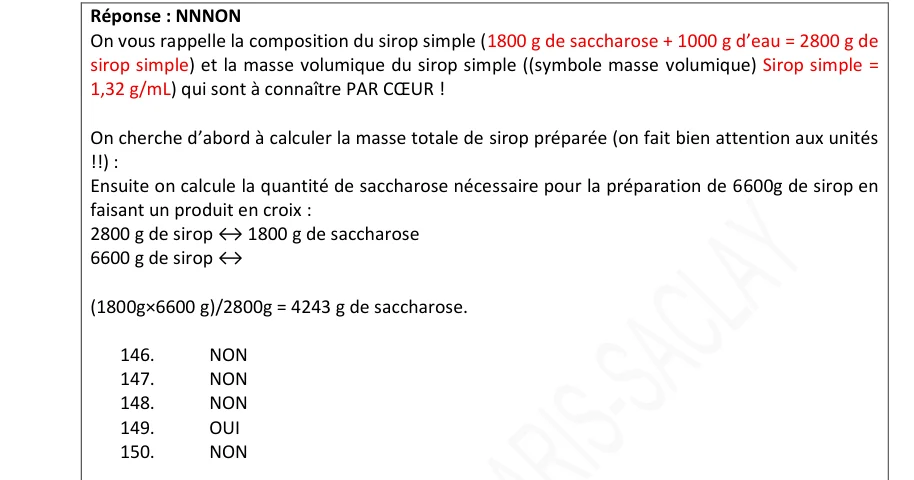 Réponse : NNNON
On vous rappelle la composition du sirop simple (1800 g de saccharose + 1000 g d’eau = 2800 g de
sirop simple) et la masse volumique du sirop simple ((symbole masse volumique) Sirop simple =
1,32 g/mL) qui sont à connaître PAR CŒUR !
On cherche d’abord à calculer la masse totale de sirop préparée (on fait bien attention aux unités
!!) :
Ensuite on calcule la quantité de saccharose nécessaire pour la préparation de 6600g de sirop en
faisant un produit en croix :
2800 g de sirop ↔ 1800 g de saccharose
6600 g de sirop ↔
(1800g×6600 g)/2800g = 4243 g de saccharose.
146. NON
147. NON
148. NON
149. OUI
150. NON
ARIS-SACLAY